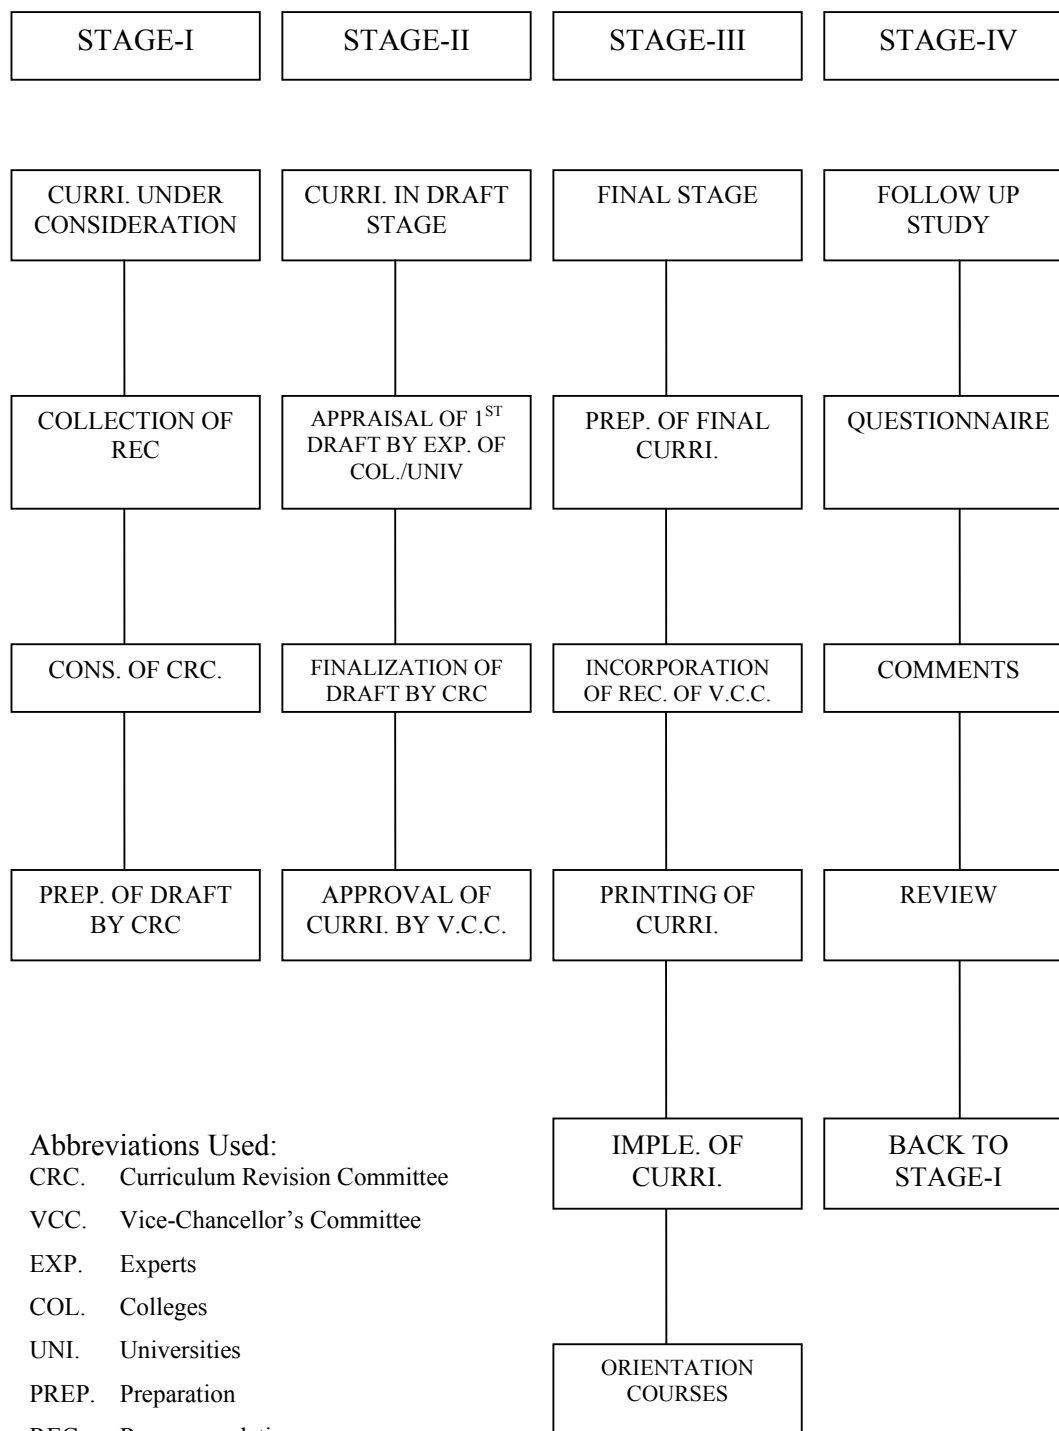 STAGE-I
STAGE-II
STAGE-III
STAGE-IV
CURRI. UNDER
CONSIDERATION
CURRI. IN DRAFT
STAGE
FINAL STAGE
FOLLOW UP
STUDY
COLLECTION OF
REC
APPRAISAL OF 1ST
DRAFT BY EXP. OF
COL./UNIV
PREP. OF FINAL
CURRI.
QUESTIONNAIRE
CONS. OF CRC.
FINALIZATION OF
DRAFT BY CRC
INCORPORATION
OF REC. OF V.C.C.
COMMENTS
PREP. OF DRAFT
BY CRC
APPROVAL OF
CURRI. BY V.C.C.
PRINTING OF
CURRI.
REVIEW
IMPLE. OF
CURRI.
BACK TO
STAGE-I
ORIENTATION
COURSES
Abbreviations Used:
CRC. Curriculum Revision Committee
VCC. Vice-Chancellor’s Committee
EXP. Experts
COL. Colleges
UNI. Universities
PREP. Preparation